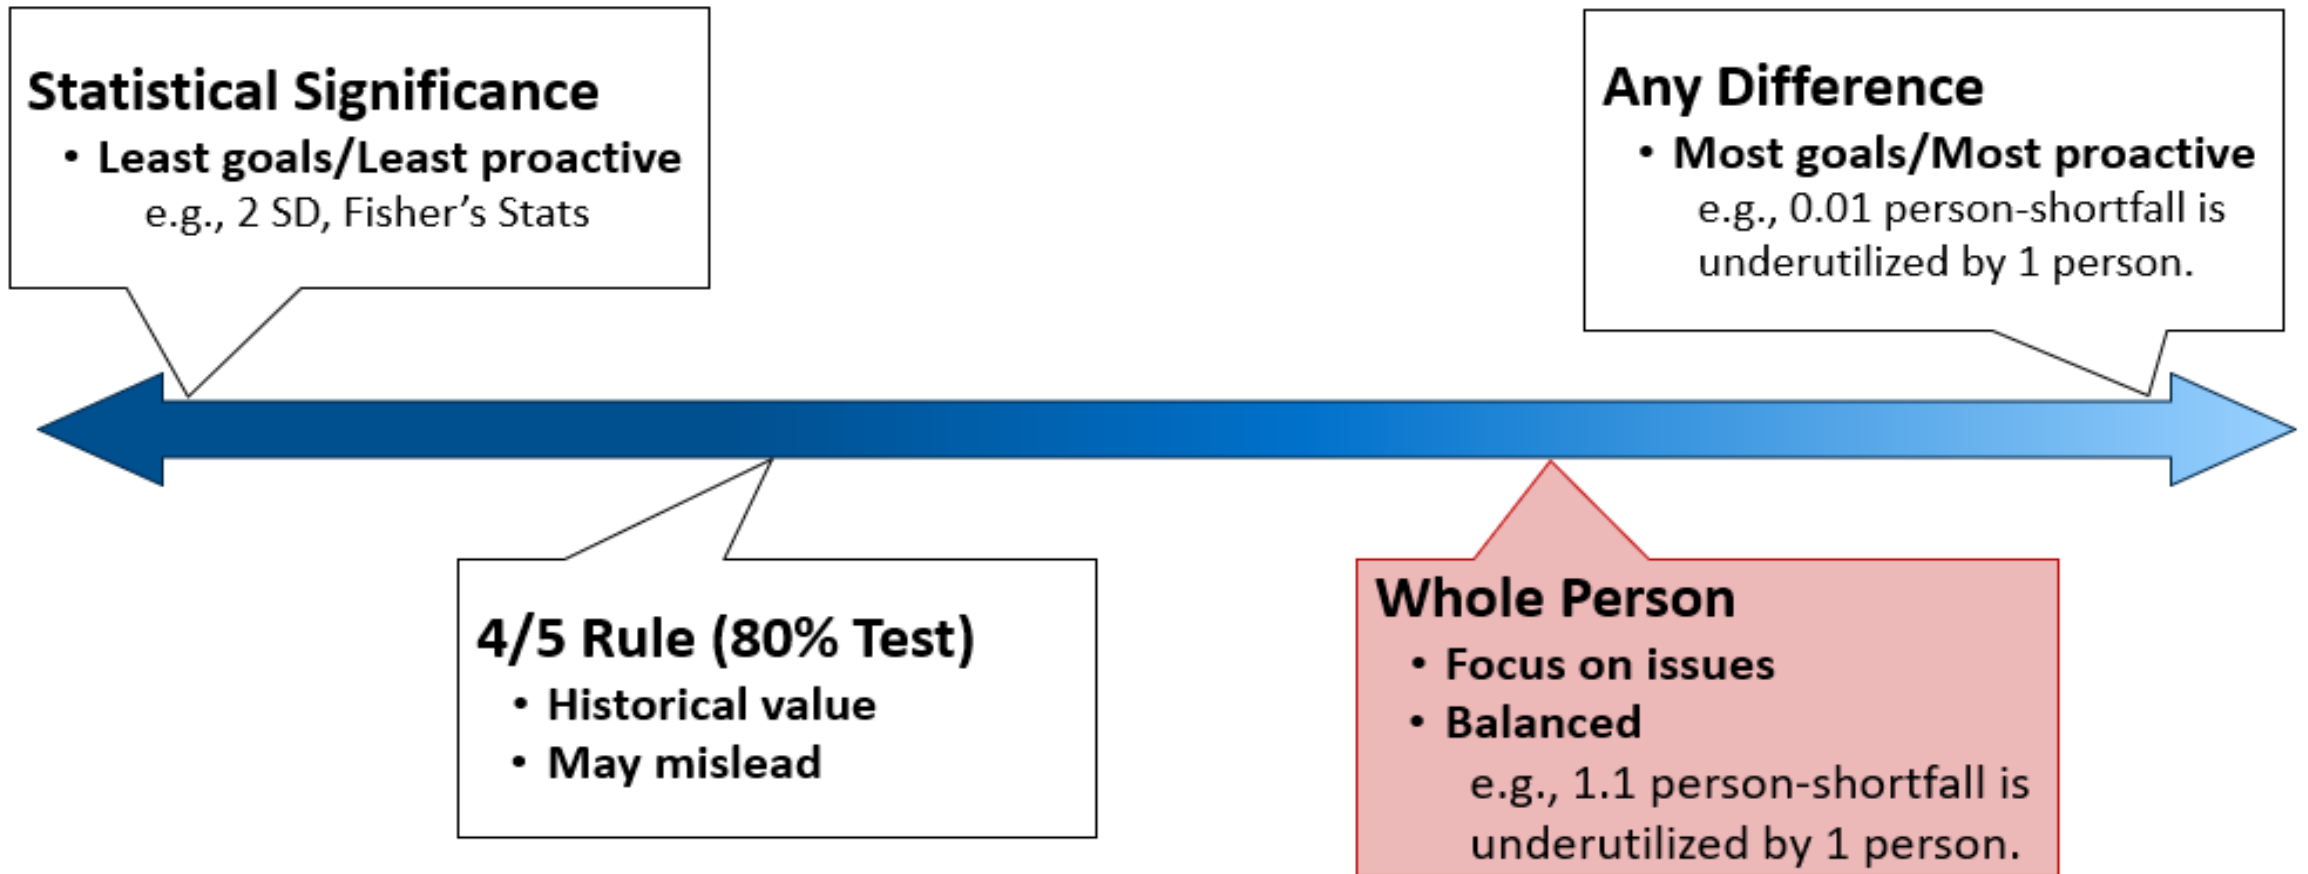 Statistical Significance
• Least goals/Least proactive
e.g., 2 SD, Fisher’s Stats
Any Difference
• Most goals/Most proactive
e.g., 0.01 person-shortfall is
underutilized by 1 person.
4/5 Rule (80% Test)
• Historical value
• May mislead
Whole Person
• Focus on issues
• Balanced
e.g., 1.1 person-shortfall is
underutilized by 1 person.